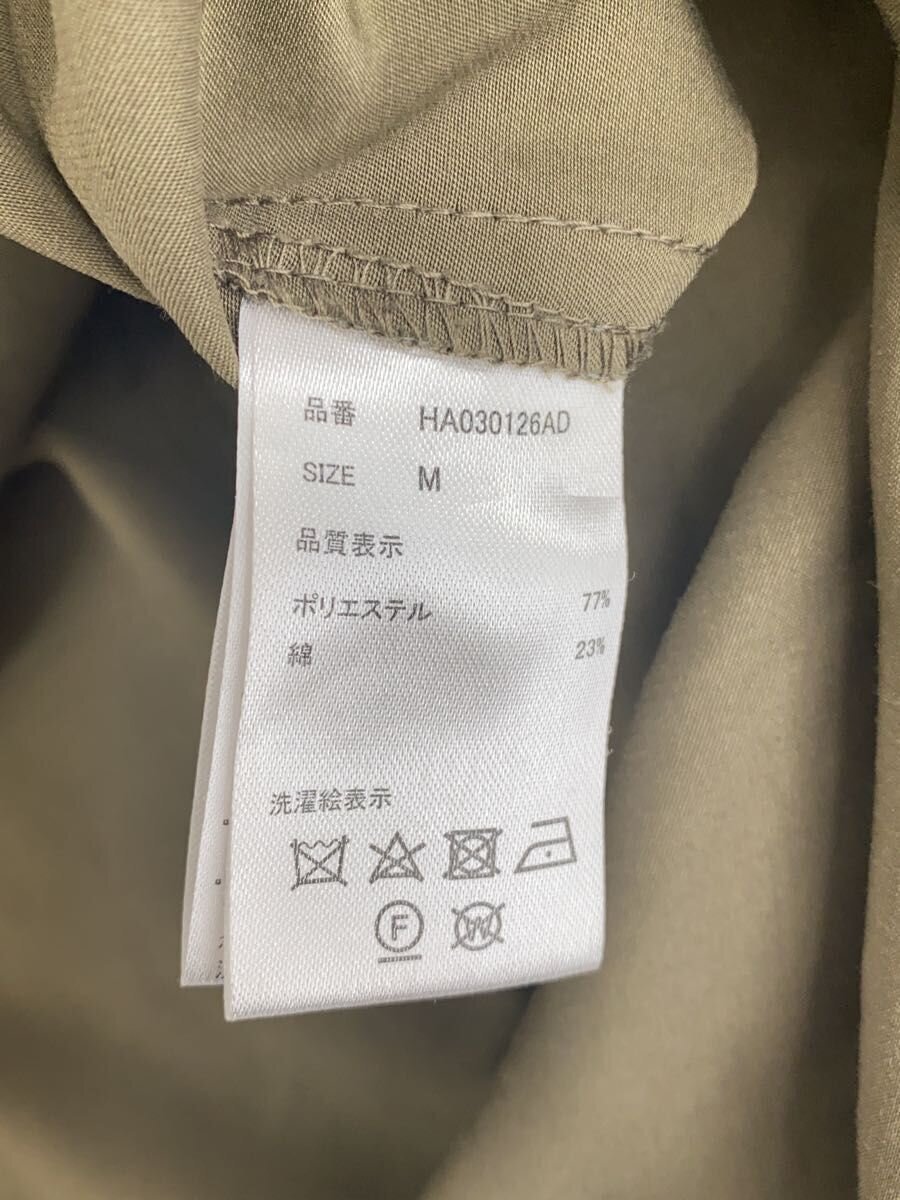 品番 HA030126AD
SIZE M
品質表示
ポリエステル 77%
綿 23%
洗濯絵表示
F
W